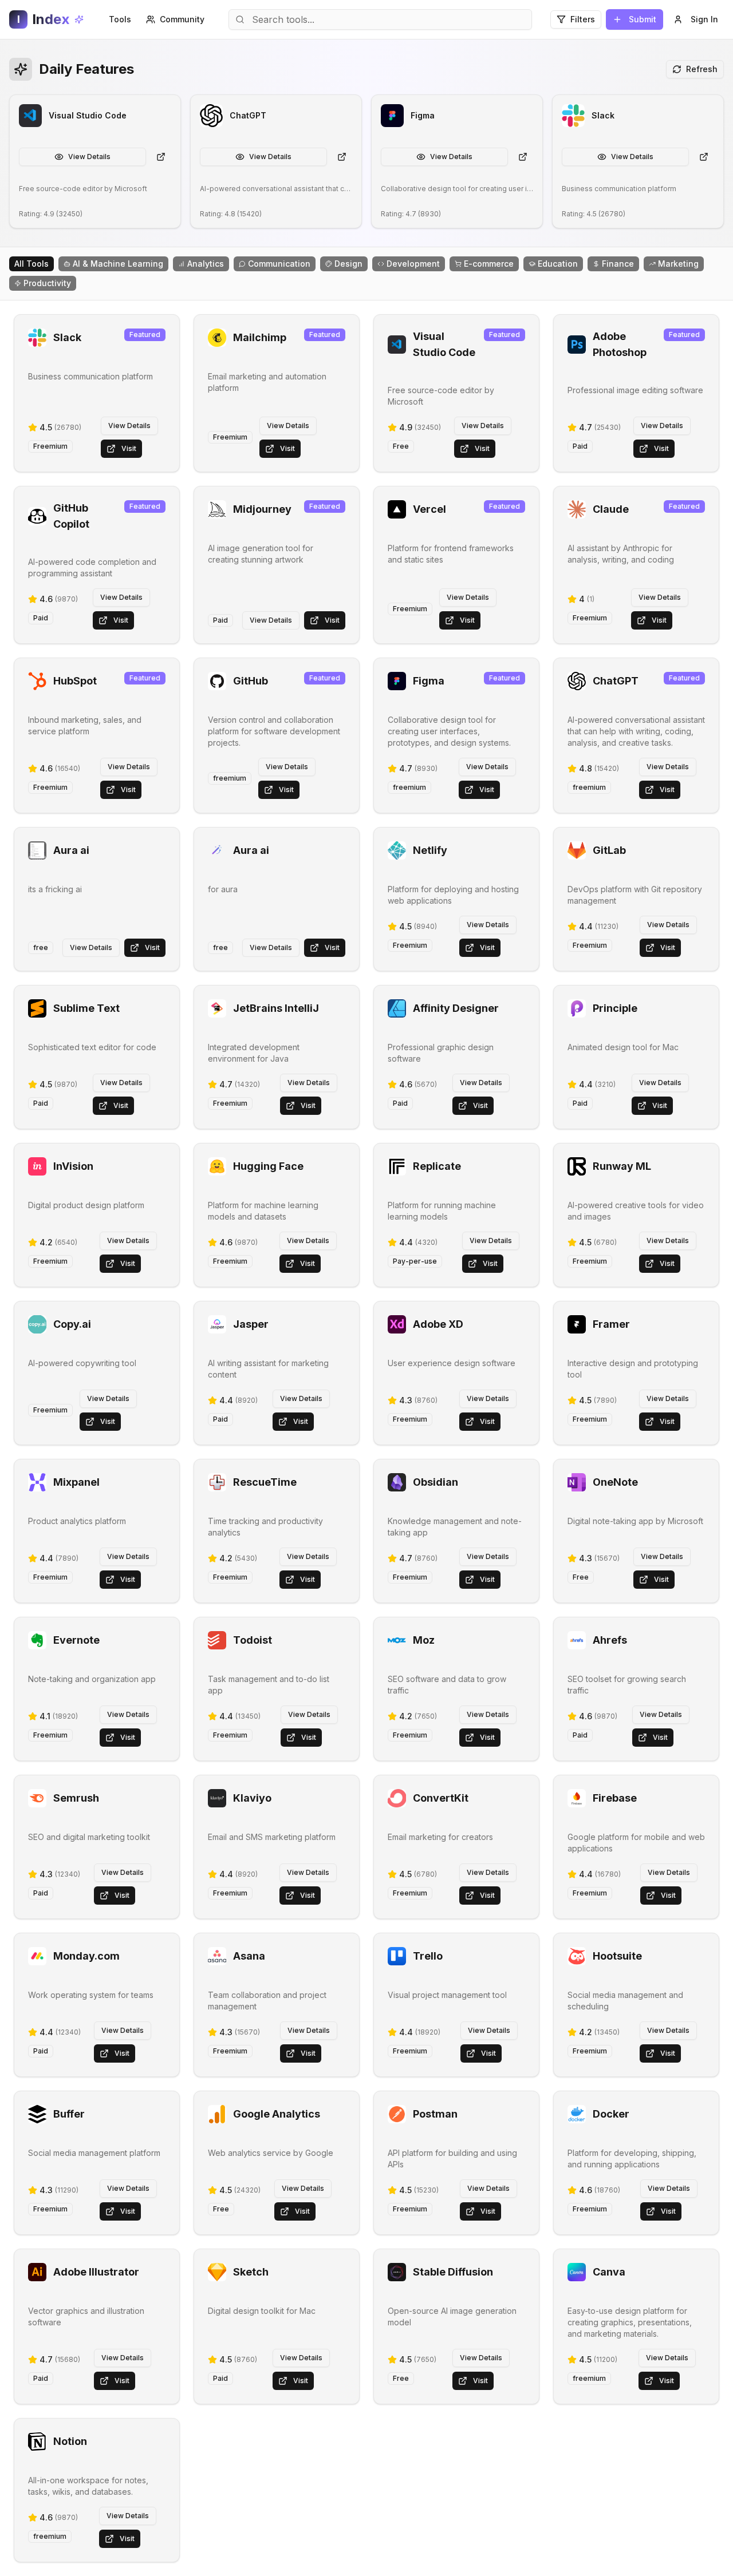 I Index Tools Community Search tools... Filters Submit Sign In
Daily Features Refresh
Visual Studio Code ChatGPT Figma Slack
View Details View Details View Details View Details
Free source-code editor by Microsoft AI-powered conversational assistant that c... Collaborative design tool for creating user i... Business communication platform
Rating: 4.9 (32450) Rating: 4.8 (15420) Rating: 4.7 (8930) Rating: 4.5 (26780)
All Tools AI & Machine Learning Analytics Communication Design Development E-commerce Education Finance Marketing
Productivity
Slack Featured
Business communication platform
4.5 (26780) View Details
Freemium Visit
Mailchimp Featured
Email marketing and automation
platform
Freemium View Details
Visit
Visual
Studio Code Featured
Free source-code editor by
Microsoft
4.9 (32450) View Details
Free Visit
Adobe
Photoshop Featured
Professional image editing software
4.7 (25430) View Details
Paid Visit
GitHub
Copilot Featured
AI-powered code completion and
programming assistant
4.6 (9870) View Details
Paid Visit
Midjourney Featured
AI image generation tool for
creating stunning artwork
Paid View Details Visit
Vercel Featured
Platform for frontend frameworks
and static sites
Freemium View Details
Visit
Claude Featured
AI assistant by Anthropic for
analysis, writing, and coding
4 (1) View Details
Freemium Visit
HubSpot Featured
Inbound marketing, sales, and
service platform
4.6 (16540) View Details
Freemium Visit
GitHub Featured
Version control and collaboration
platform for software development
projects.
freemium View Details
Visit
Figma Featured
Collaborative design tool for
creating user interfaces,
prototypes, and design systems.
4.7 (8930) View Details
freemium Visit
ChatGPT Featured
AI-powered conversational assistant
that can help with writing, coding,
analysis, and creative tasks.
4.8 (15420) View Details
freemium Visit
Aura ai
its a fricking ai
free View Details Visit
Aura ai
for aura
free View Details Visit
Netlify
Platform for deploying and hosting
web applications
4.5 (8940) View Details
Freemium Visit
GitLab
DevOps platform with Git repository
management
4.4 (11230) View Details
Freemium Visit
Sublime Text
Sophisticated text editor for code
4.5 (9870) View Details
Paid Visit
JetBrains IntelliJ
Integrated development
environment for Java
4.7 (14320) View Details
Freemium Visit
Affinity Designer
Professional graphic design
software
4.6 (5670) View Details
Paid Visit
Principle
Animated design tool for Mac
4.4 (3210) View Details
Paid Visit
InVision
Digital product design platform
4.2 (6540) View Details
Freemium Visit
Hugging Face
Platform for machine learning
models and datasets
4.6 (9870) View Details
Freemium Visit
Replicate
Platform for running machine
learning models
4.4 (4320) View Details
Pay-per-use Visit
Runway ML
AI-powered creative tools for video
and images
4.5 (6780) View Details
Freemium Visit
Copy.ai
AI-powered copywriting tool
Freemium View Details
Visit
Jasper
AI writing assistant for marketing
content
4.4 (8920) View Details
Paid Visit
Adobe XD
User experience design software
4.3 (8760) View Details
Freemium Visit
Framer
Interactive design and prototyping
tool
4.5 (7890) View Details
Freemium Visit
Mixpanel
Product analytics platform
4.4 (7890) View Details
Freemium Visit
RescueTime
Time tracking and productivity
analytics
4.2 (5430) View Details
Freemium Visit
Obsidian
Knowledge management and note-
taking app
4.7 (8760) View Details
Freemium Visit
OneNote
Digital note-taking app by Microsoft
4.3 (15670) View Details
Free Visit
Evernote
Note-taking and organization app
4.1 (18920) View Details
Freemium Visit
Todoist
Task management and to-do list
app
4.4 (13450) View Details
Freemium Visit
Moz
SEO software and data to grow
traffic
4.2 (7650) View Details
Freemium Visit
Ahrefs
SEO toolset for growing search
traffic
4.6 (9870) View Details
Paid Visit
Semrush
SEO and digital marketing toolkit
4.3 (12340) View Details
Paid Visit
Klaviyo
Email and SMS marketing platform
4.4 (8920) View Details
Freemium Visit
ConvertKit
Email marketing for creators
4.5 (6780) View Details
Freemium Visit
Firebase
Google platform for mobile and web
applications
4.4 (16780) View Details
Freemium Visit
Monday.com
Work operating system for teams
4.4 (12340) View Details
Paid Visit
Asana
Team collaboration and project
management
4.3 (15670) View Details
Freemium Visit
Trello
Visual project management tool
4.4 (18920) View Details
Freemium Visit
Hootsuite
Social media management and
scheduling
4.2 (13450) View Details
Freemium Visit
Buffer
Social media management platform
4.3 (11290) View Details
Freemium Visit
Google Analytics
Web analytics service by Google
4.5 (24320) View Details
Free Visit
Postman
API platform for building and using
APIs
4.5 (15230) View Details
Freemium Visit
Docker
Platform for developing, shipping,
and running applications
4.6 (18760) View Details
Freemium Visit
Adobe Illustrator
Vector graphics and illustration
software
4.7 (15680) View Details
Paid Visit
Sketch
Digital design toolkit for Mac
4.5 (8760) View Details
Paid Visit
Stable Diffusion
Open-source AI image generation
model
4.5 (7650) View Details
Free Visit
Canva
Easy-to-use design platform for
creating graphics, presentations,
and marketing materials.
4.5 (11200) View Details
freemium Visit
Notion
All-in-one workspace for notes,
tasks, wikis, and databases.
4.6 (9870) View Details
freemium Visit